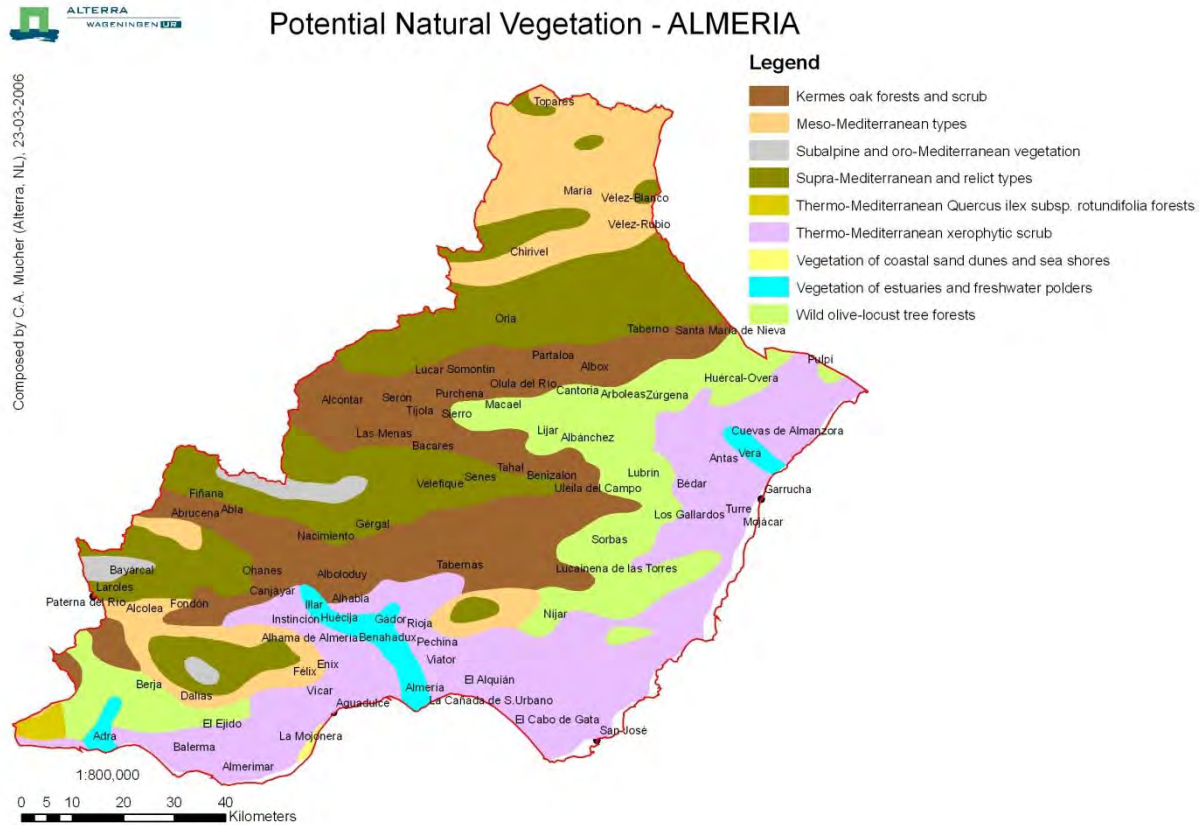 ALTERRA
WAGENINGEN UR
Potential Natural Vegetation - ALMERIA
Composed by C.A. Mucher (Alterra, NL), 23-03-2006
Legend
Kermes oak forests and scrub
Meso-Mediterranean types
Subalpine and oro-Mediterranean vegetation
Supra-Mediterranean and relict types
Thermo-Mediterranean Quercus ilex subsp. rotundifolia forests
Thermo-Mediterranean xerophytic scrub
Vegetation of coastal sand dunes and sea shores
Vegetation of estuaries and freshwater polders
Wild olive-locust tree forests
Topares
María
Vélez-Blanco
Vélez-Rubio
Chirivel
Oria
Taberno
Santa María de Nieva
Partaloa
Albox
Pulpí
Lúcar
Somontín
Olula del Río
Cantoria
Arboleas
Zúrgena
Huércal-Overa
Alcóntar
Serón
Purchena
Macael
Tíjola
Sierro
Las Menas
Bacares
Líjar
Albánchez
Cuevas de Almanzora
Antas
Vera
Tahal
Senes
Benizalón
Velefique
Uleila del Campo
Lubrín
Bédar
Garrucha
Fiñana
Abrucena
Abla
Los Gallardos
Turre
Mojácar
Gérgal
Nacimiento
Sorbas
Bayárcal
Ohanes
Alboloduy
Tabernas
Lucainena de las Torres
Laroles
Paterna del Río
Alcolea
Fondón
Canjáyar
Illar
Alhabia
Instinción
Huécija
Gádor
Rioja
Níjar
Alhama de Almería
Benahadux
Pechina
Félix
Enix
Viator
Berja
Dalías
Vícar
Almería
El Alquián
Aguadulce
La Cañada de S.Urbano
El Ejido
El Cabo de Gata
Adra
Balerma
La Mojonera
San José
Almerimar
1:800,000
0 5 10 20 30 40
Kilometers